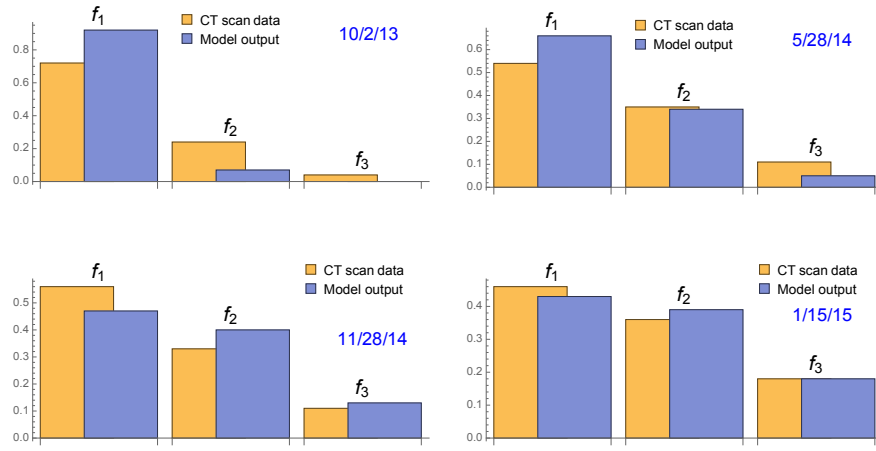 f1
CT scan data
Model output
10/2/13
0.8
0.6
0.4
0.2
0.0
f2
f3
f1
CT scan data
Model output
5/28/14
0.6
0.5
0.4
0.3
0.2
0.1
0.0
f2
f3
f1
CT scan data
Model output
11/28/14
0.5
0.4
0.3
0.2
0.1
0.0
f2
f3
f1
CT scan data
Model output
1/15/15
0.4
0.3
0.2
0.1
0.0
f2
f3